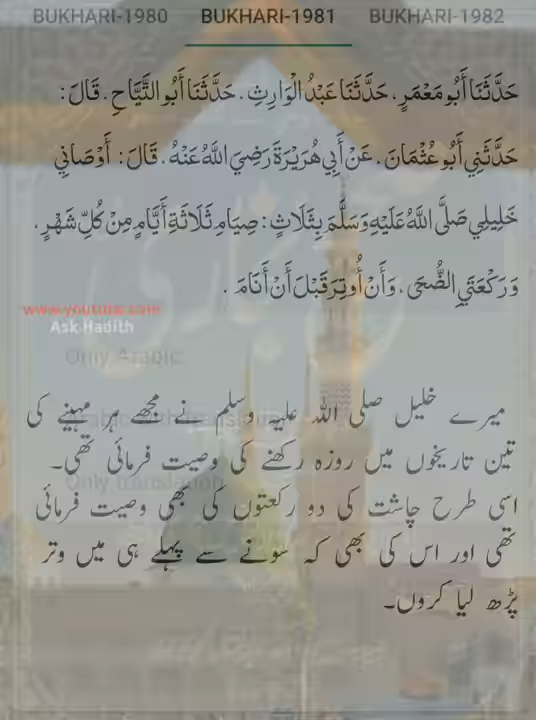 BUKHARI-1980 BUKHARI-1981 BUKHARI-1982
حَدَّثَنَا أَبُو مَعْمَرٍ، حَدَّثَنَا عَبْدُ الْوَارِثِ، حَدَّثَنَا أَبُو التَّيَّاحِ، قَالَ:
حَدَّثَنِي أَبُو عُثْمَانَ، عَنْ أَبِي هُرَيْرَةَ رَضِيَ اللَّهُ عَنْهُ، قَالَ: أَوْصَانِي
خَلِيلِي صَلَّى اللَّهُ عَلَيْهِ وَسَلَّمَ بِثَلَاثٍ: صِيَامِ ثَلَاثَةِ أَيَّامٍ مِنْ كُلِّ شَهْرٍ،
وَرَكْعَتَيِ الضُّحَى، وَأَنْ أُوتِرَ قَبْلَ أَنْ أَنَامَ .
Ask Hadith
Only Arabic
میرے خلیل صلی اللہ علیہ وسلم نے مجھے ہر مہینے کی
تین تاریخوں میں روزہ رکھنے کی وصیت فرمائی تھی۔
Only translation
اسی طرح چاشت کی دو رکعتوں کی بھی وصیت فرمائی
تھی اور اس کی بھی کہ سونے سے پہلے ہی میں وتر
پڑھ لیا کروں۔